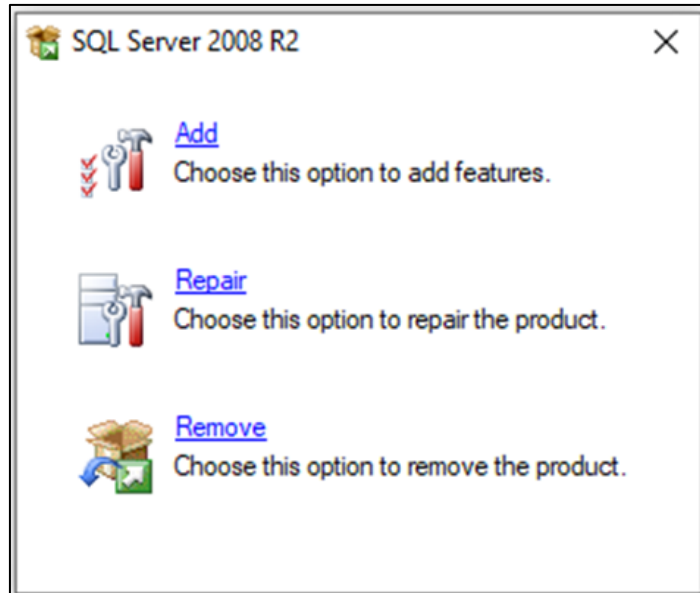 SQL Server 2008 R2
Add
Choose this option to add features.
Repair
Choose this option to repair the product.
Remove
Choose this option to remove the product.